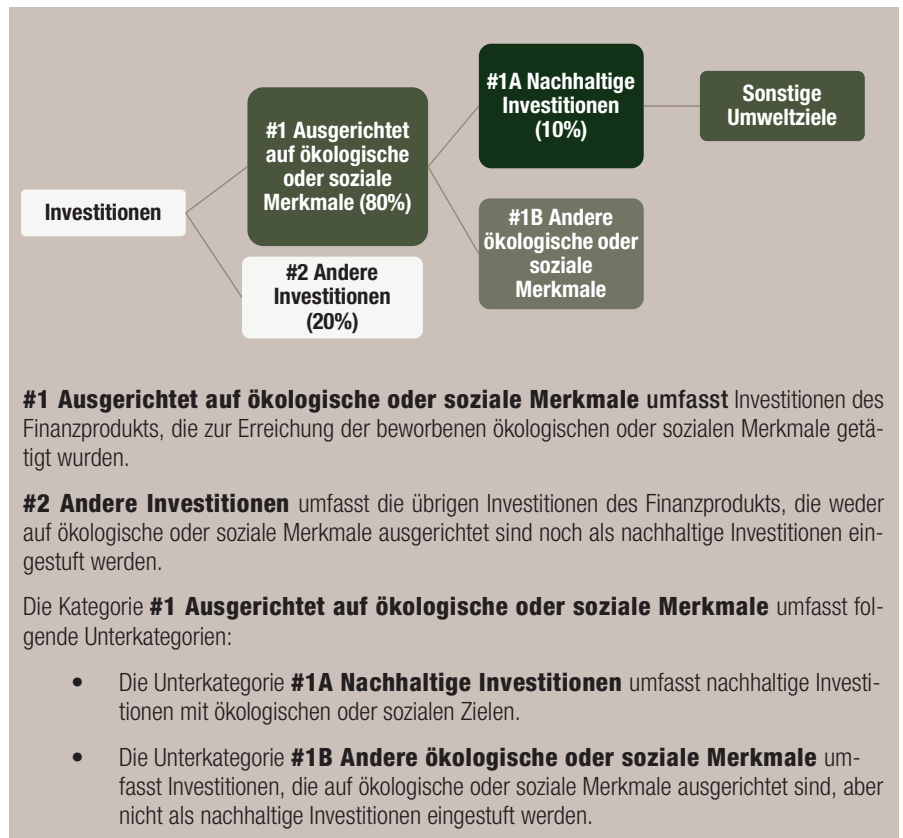 Investitionen
#1 Ausgerichtet
auf ökologische
oder soziale
Merkmale (80%)
#2 Andere
Investitionen
(20%)
#1A Nachhaltige
Investitionen
(10%)
#1B Andere
ökologische oder
soziale
Merkmale
Sonstige
Umweltziele
#1 Ausgerichtet auf ökologische oder soziale Merkmale umfasst Investitionen des
Finanzprodukts, die zur Erreichung der beworbenen ökologischen oder sozialen Merkmale getä-
tigt wurden.
#2 Andere Investitionen umfasst die übrigen Investitionen des Finanzprodukts, die weder
auf ökologische oder soziale Merkmale ausgerichtet sind noch als nachhaltige Investitionen ein-
gestuft werden.
Die Kategorie #1 Ausgerichtet auf ökologische oder soziale Merkmale umfasst fol-
gende Unterkategorien:
• Die Unterkategorie #1A Nachhaltige Investitionen umfasst nachhaltige Investi-
tionen mit ökologischen oder sozialen Zielen.
• Die Unterkategorie #1B Andere ökologische oder soziale Merkmale um-
fasst Investitionen, die auf ökologische oder soziale Merkmale ausgerichtet sind, aber
nicht als nachhaltige Investitionen eingestuft werden.